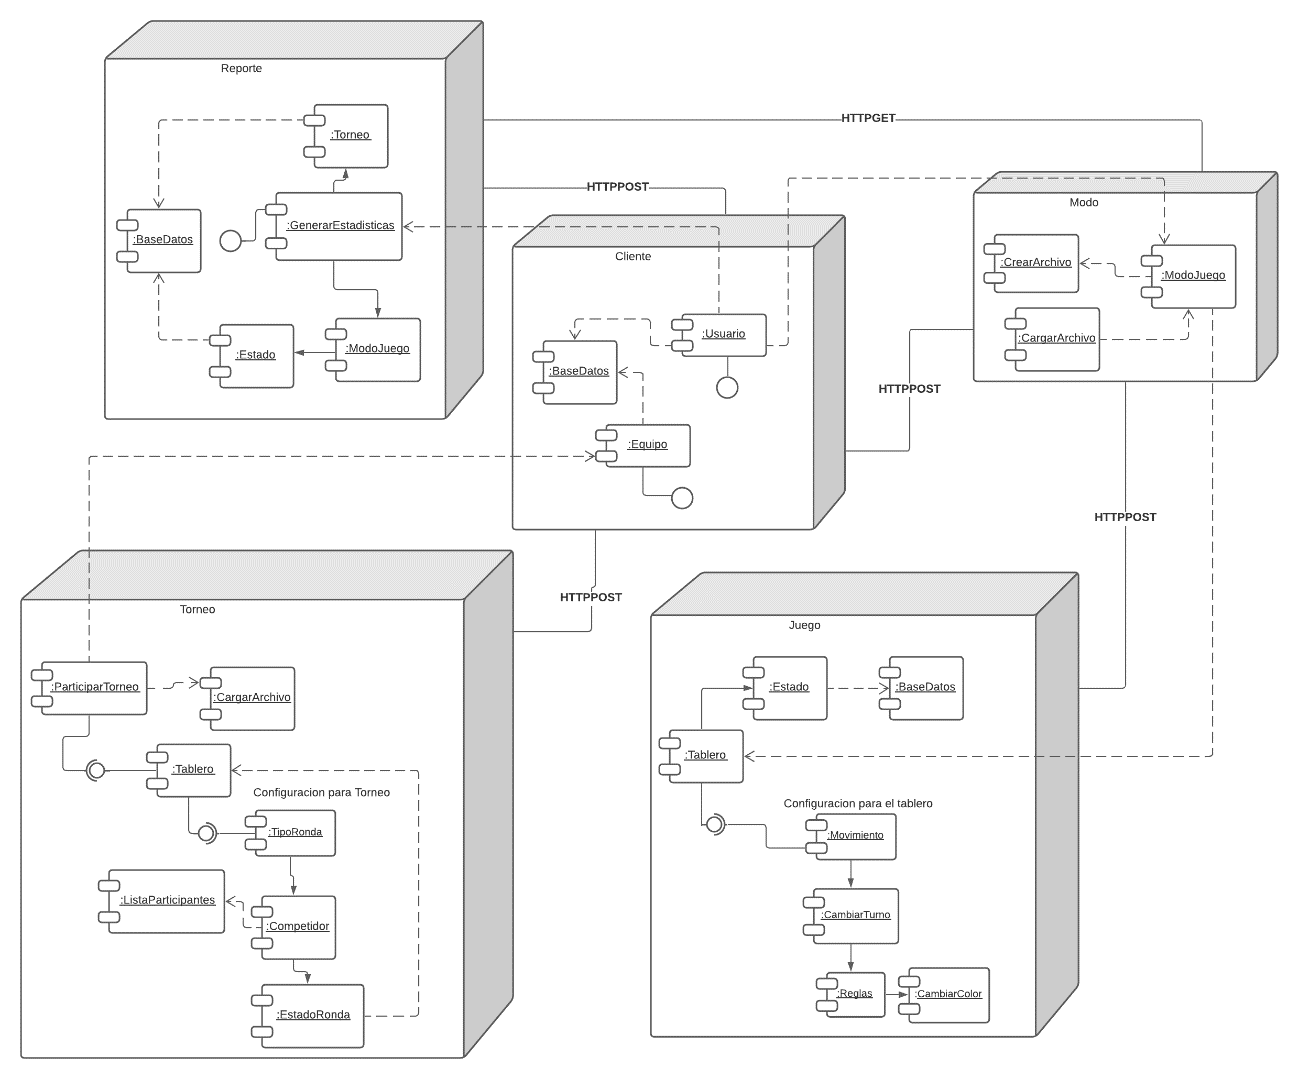 Reporte
:Torneo
:GenerarEstadisticas
:BaseDatos
:Estado
:ModoJuego
HTTPGET
HTTPPOST
Cliente
:Usuario
:BaseDatos
:Equipo
Modo
:CrearArchivo
:ModoJuego
:CargarArchivo
HTTPPOST
HTTPPOST
HTTPPOST
Torneo
:ParticiparTorneo
:CargarArchivo
:Tablero
Configuracion para Torneo
:TipoRonda
:ListaParticipantes
:Competidor
:EstadoRonda
Juego
:Estado
:BaseDatos
:Tablero
Configuracion para el tablero
:Movimiento
:CambiarTurno
:Reglas
:CambiarColor